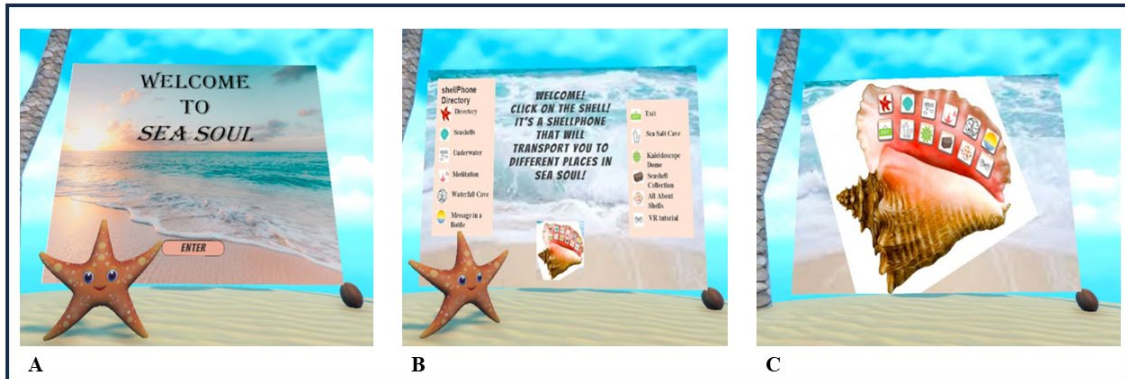 WELCOME
TO
SEA SOUL
ENTER
A
shellPhone
Directory
Directory
Seashells
Underwater
Meditation
Waterfall Cave
Message in a
Bottle
WELCOME!
CLICK ON THE SHELL!
IT'S A SHELLPHONE
THAT WILL
TRANSPORT YOU TO
DIFFERENT PLACES IN
SEA SOUL!
Exit
Sea Salt Cave
Kaleidoscope
Dome
Seashell
Collection
All About
Shells
VR tutorial
B
C